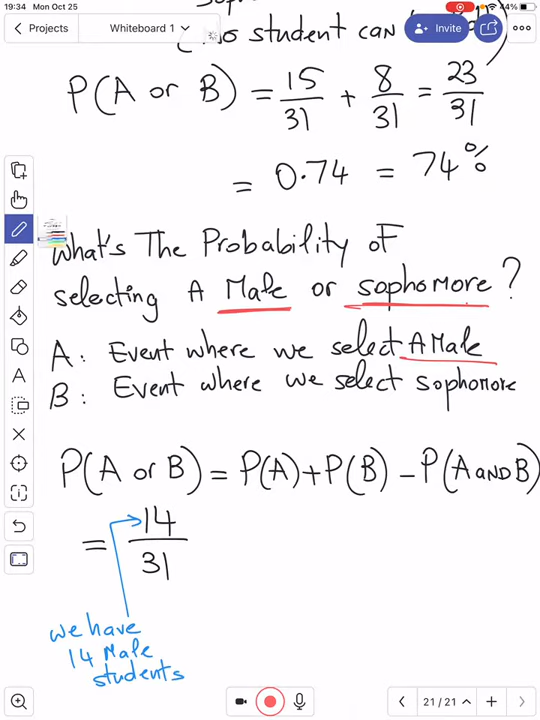 19:34 Mon Oct 25
44%
Projects
Whiteboard 1
Invite
student can
P(A or B) = 15/31 + 8/31 = 23/31
= 0.74 = 74%
What's The Probability of
selecting A Male or sophomore?
A: Event where we select A Male
B: Event where we select sophomore
P(A or B) = P(A) + P(B) - P(A AND B)
= 14/31
we have
14 Male
students
21/21